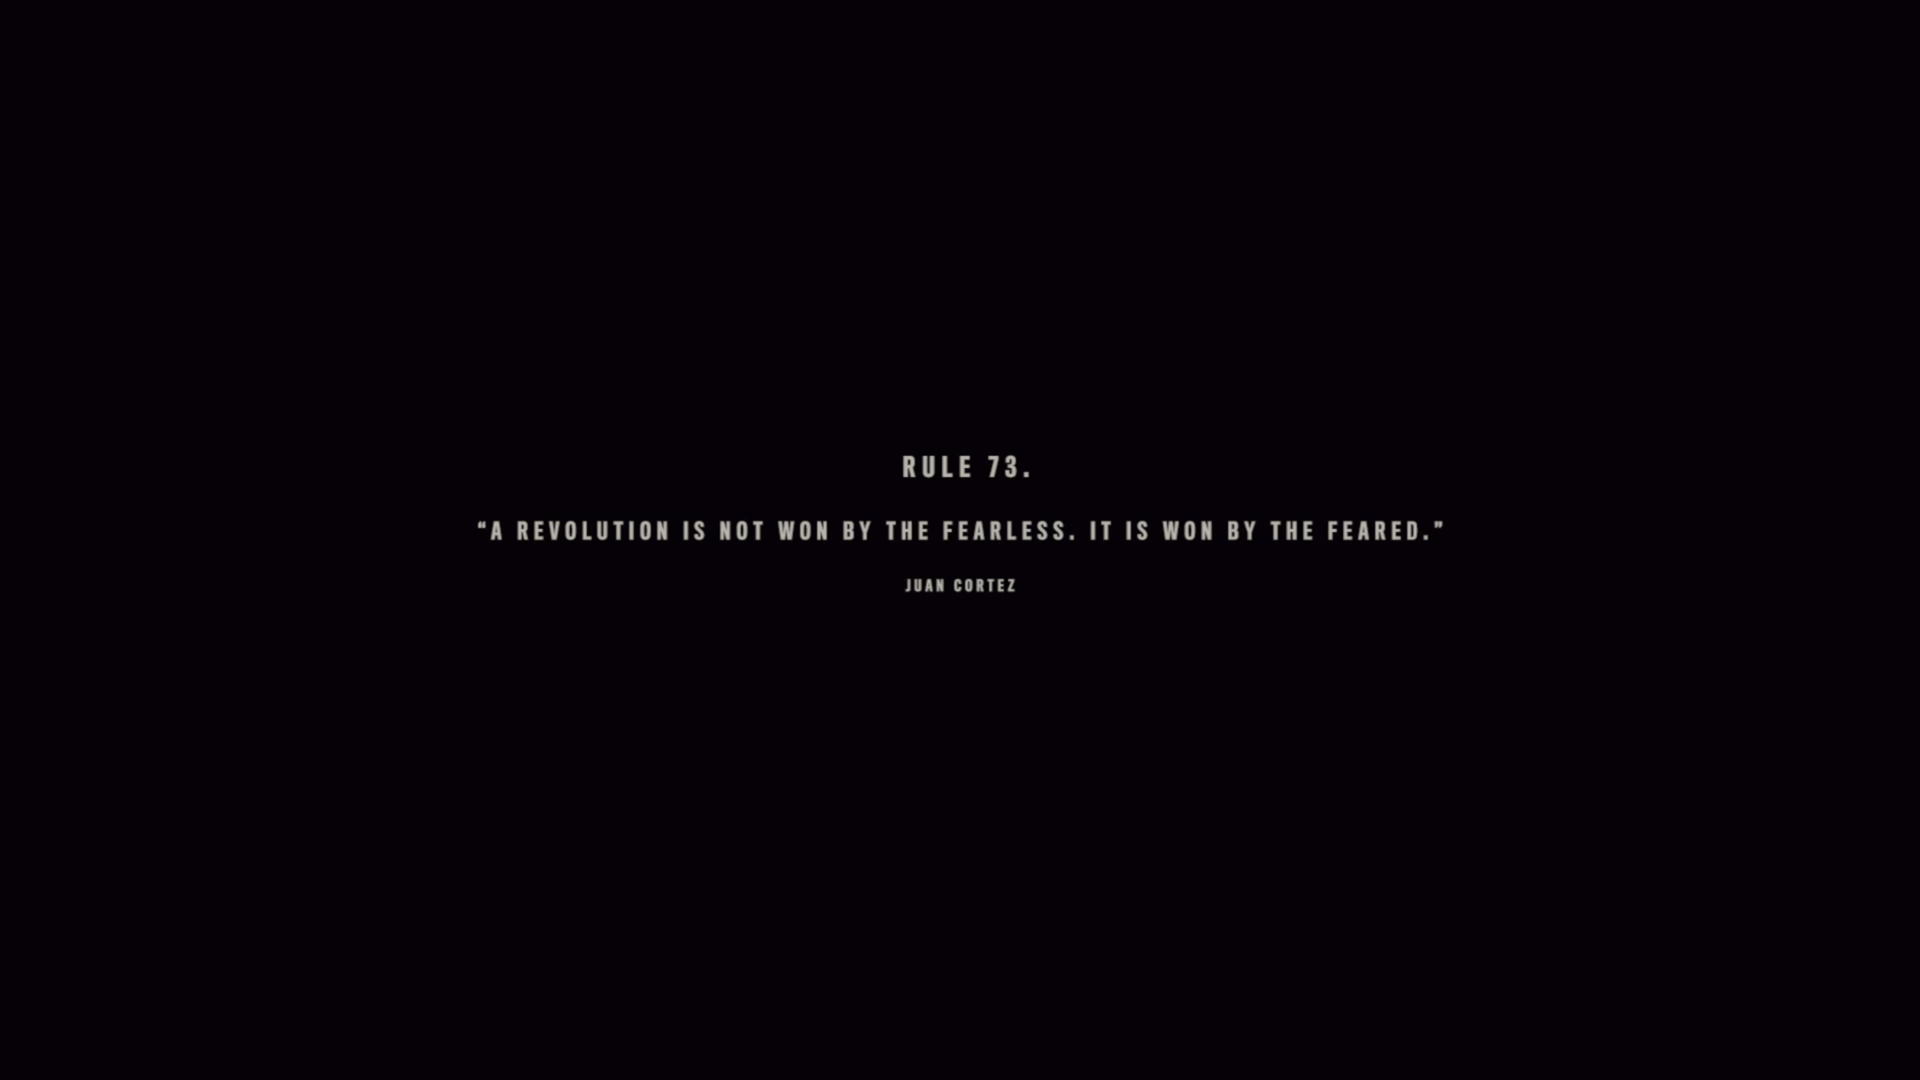 RULE 73.
“A REVOLUTION IS NOT WON BY THE FEARLESS. IT IS WON BY THE FEARED.”
JUAN CORTEZ